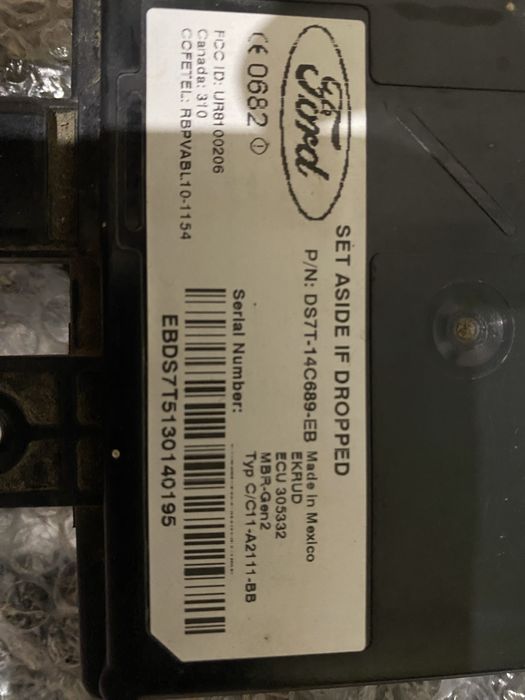 Ford
SET ASIDE IF DROPPED
P/N: DS7T-14C689-EB
Made in Mexico
EKRUD
ECU 305332
MBR-Gen2
Typ C/C11-A2111-BB
CE 0682
FCC ID: UR8100206
Canada: 310
CCFETEL: RBPVABL10-1154
Serial Number:
EBDS7T5130140195